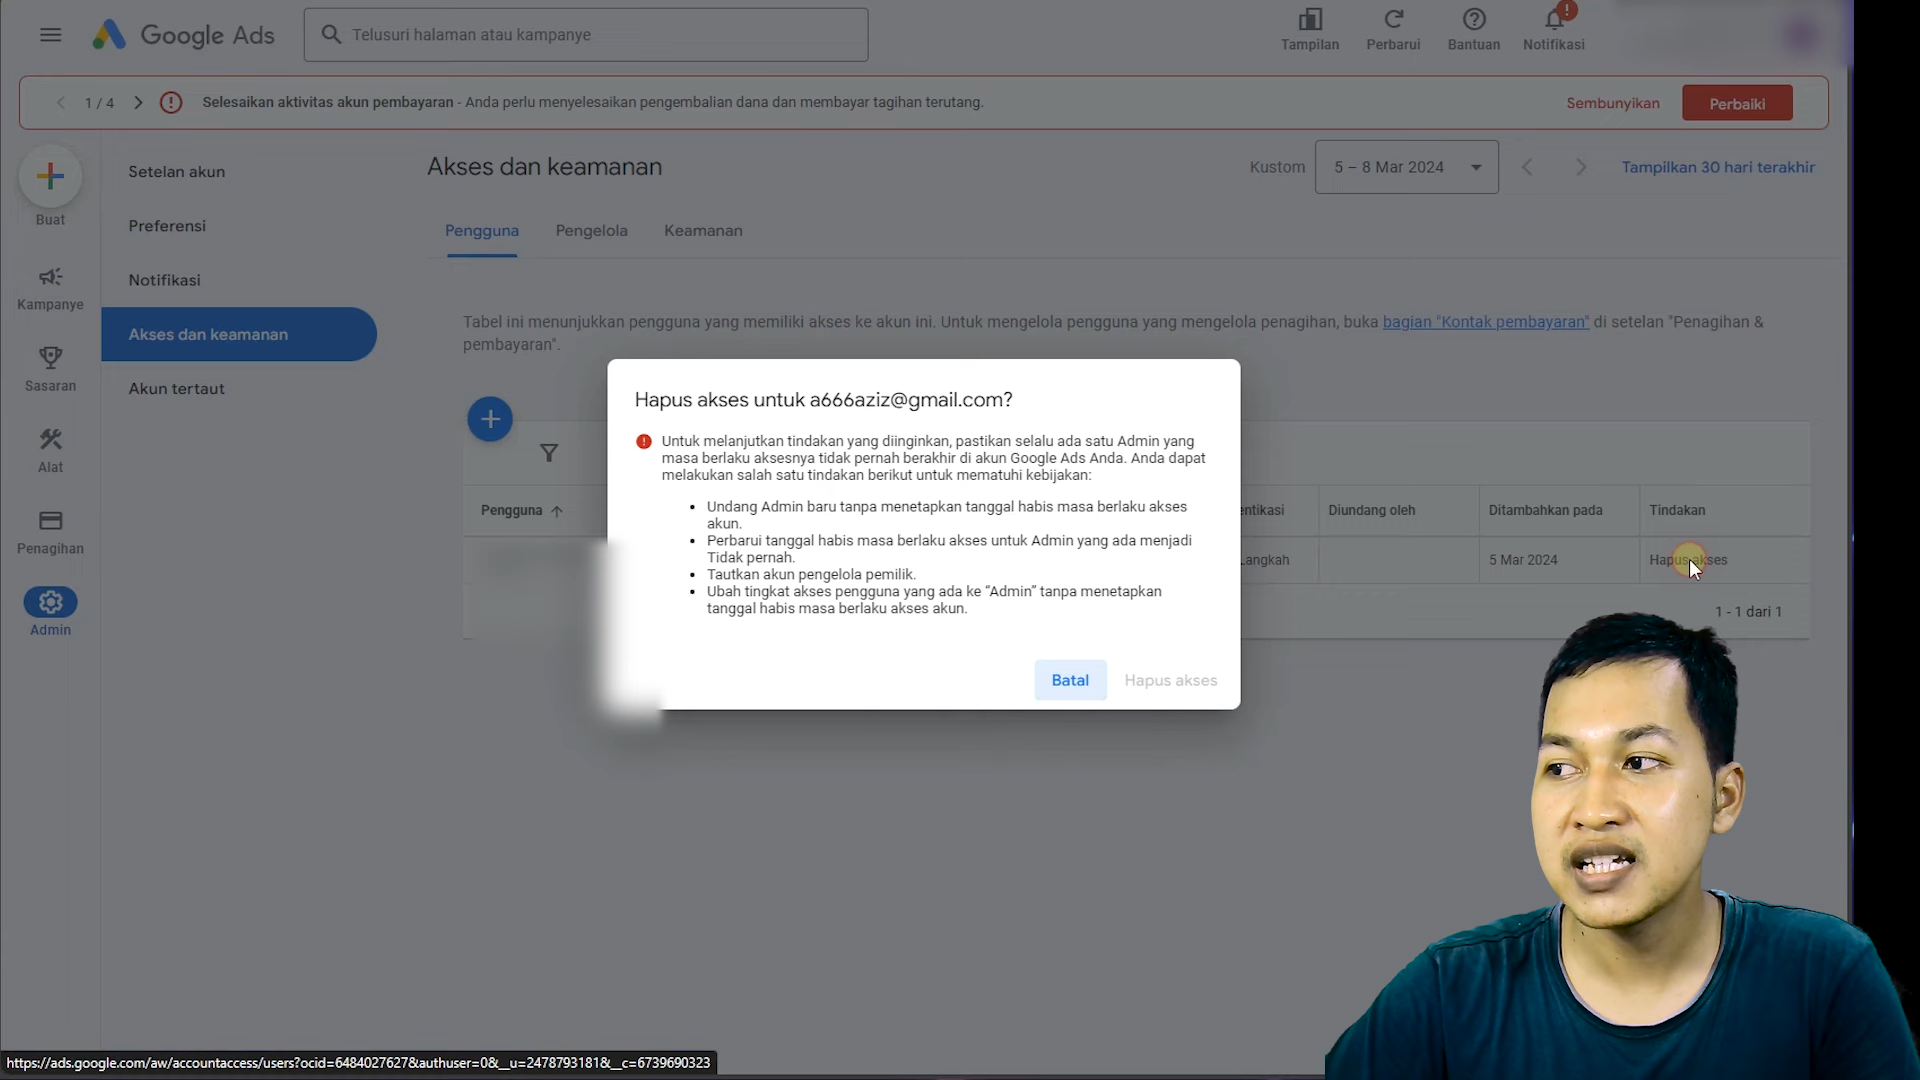 Google Ads
Telusuri halaman atau kampanye
Tampilan
Perbarui
Bantuan
!
Notifikasi
1 / 4
Selesaikan aktivitas akun pembayaran - Anda perlu menyelesaikan pengembalian dana dan membayar tagihan terutang.
Sembunyikan
Perbaiki
Buat
Kampanye
Sasaran
Alat
Penagihan
Admin
Setelan akun
Preferensi
Notifikasi
Akses dan keamanan
Akun tertaut
Akses dan keamanan
Kustom
5 – 8 Mar 2024
Tampilkan 30 hari terakhir
Pengguna
Pengelola
Keamanan
Tabel ini menunjukkan pengguna yang memiliki akses ke akun ini. Untuk mengelola pengguna yang mengelola penagihan, buka bagian "Kontak pembayaran" di setelan "Penagihan &
pembayaran".
Pengguna
entikasi
Diundang oleh
Ditambahkan pada
Tindakan
Langkah
5 Mar 2024
Hapus akses
1 - 1 dari 1
Hapus akses untuk a666aziz@gmail.com?
Untuk melanjutkan tindakan yang diinginkan, pastikan selalu ada satu Admin yang
masa berlaku aksesnya tidak pernah berakhir di akun Google Ads Anda. Anda dapat
melakukan salah satu tindakan berikut untuk mematuhi kebijakan:
• Undang Admin baru tanpa menetapkan tanggal habis masa berlaku akses
akun.
• Perbarui tanggal habis masa berlaku akses untuk Admin yang ada menjadi
Tidak pernah.
• Tautkan akun pengelola pemilik.
• Ubah tingkat akses pengguna yang ada ke “Admin” tanpa menetapkan
tanggal habis masa berlaku akses akun.
Batal
Hapus akses
https://ads.google.com/aw/accountaccess/users?ocid=6484027627&authuser=0&__u=2478793181&__c=6739690323